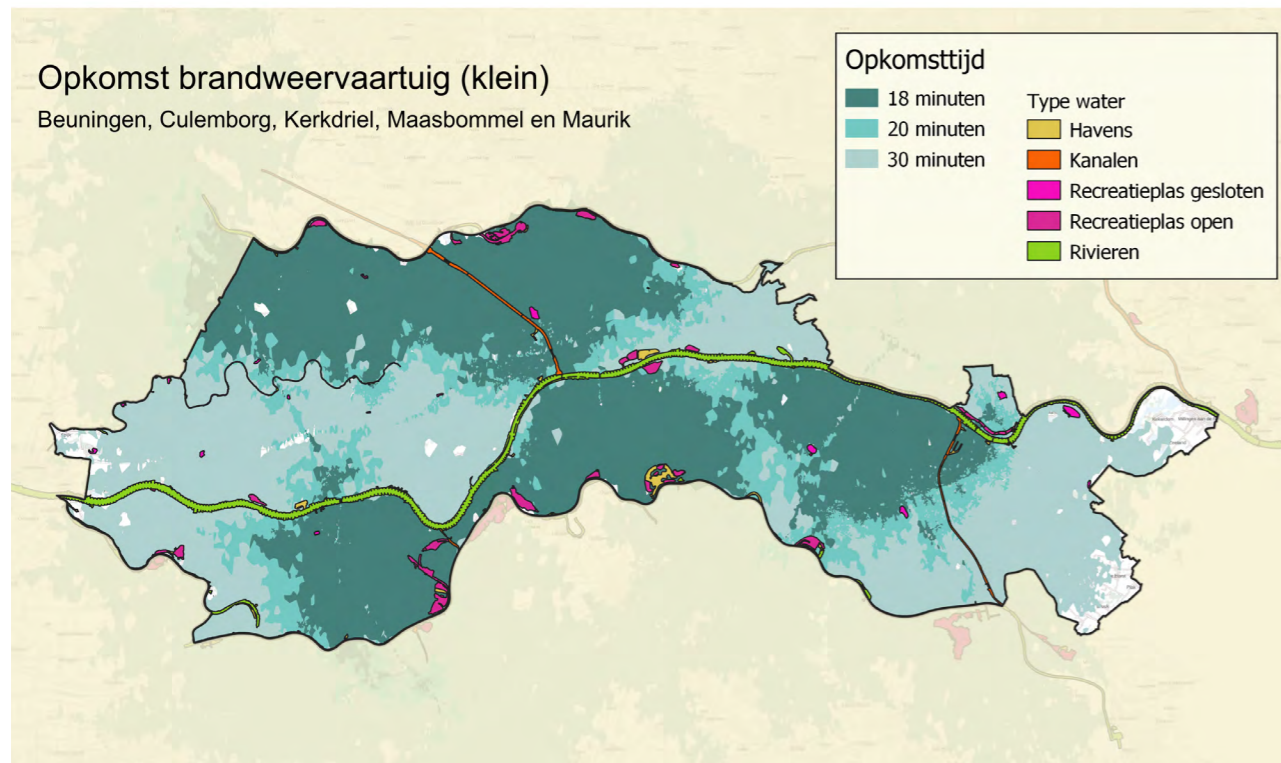 Opkomst brandweervaartuig (klein)
Beuningen, Culemborg, Kerkdriel, Maasbommel en Maurik
Opkomsttijd
18 minuten
20 minuten
30 minuten
Type water
Havens
Kanalen
Recreatieplas gesloten
Recreatieplas open
Rivieren